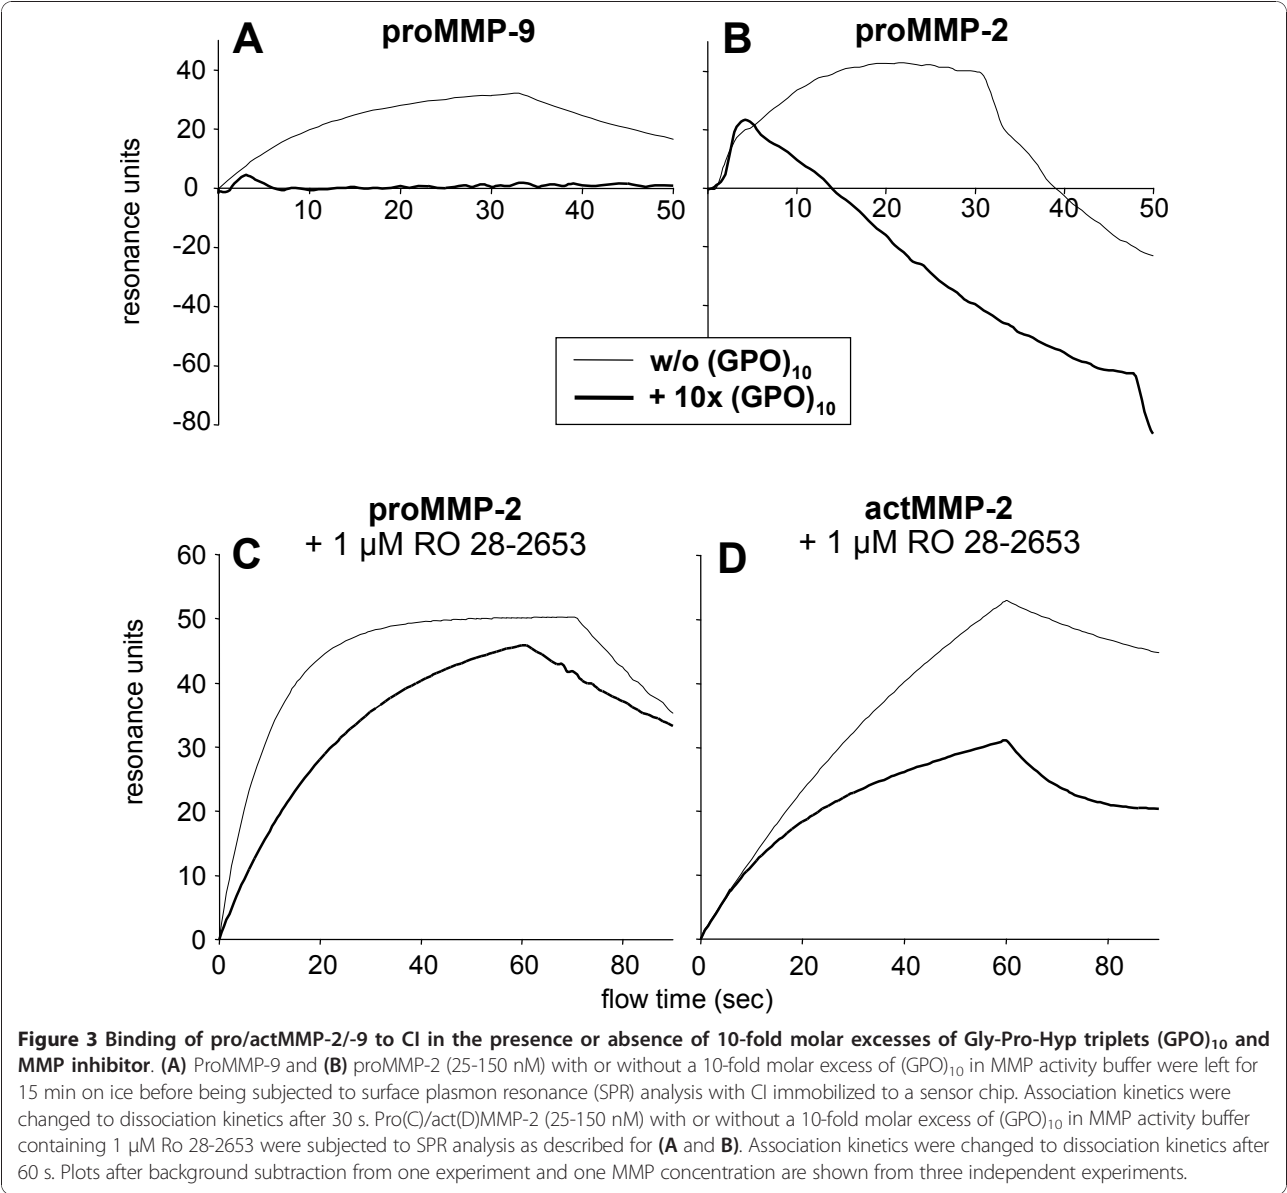 A
proMMP-9
B
proMMP-2
resonance units
40
20
0
-20
-40
-60
-80
10
20
30
40
50
10
20
30
40
50
w/o (GPO)10
+ 10x (GPO)10
proMMP-2
+ 1 µM RO 28-2653
C
actMMP-2
+ 1 µM RO 28-2653
D
resonance units
60
50
40
30
20
10
0
0
20
40
60
80
0
20
40
60
80
flow time (sec)
Figure 3 Binding of pro/actMMP-2/-9 to CI in the presence or absence of 10-fold molar excesses of Gly-Pro-Hyp triplets (GPO)10 and
MMP inhibitor. (A) ProMMP-9 and (B) proMMP-2 (25-150 nM) with or without a 10-fold molar excess of (GPO)10 in MMP activity buffer were left for
15 min on ice before being subjected to surface plasmon resonance (SPR) analysis with CI immobilized to a sensor chip. Association kinetics were
changed to dissociation kinetics after 30 s. Pro(C)/act(D)MMP-2 (25-150 nM) with or without a 10-fold molar excess of (GPO)10 in MMP activity buffer
containing 1 µM Ro 28-2653 were subjected to SPR analysis as described for (A and B). Association kinetics were changed to dissociation kinetics after
60 s. Plots after background subtraction from one experiment and one MMP concentration are shown from three independent experiments.